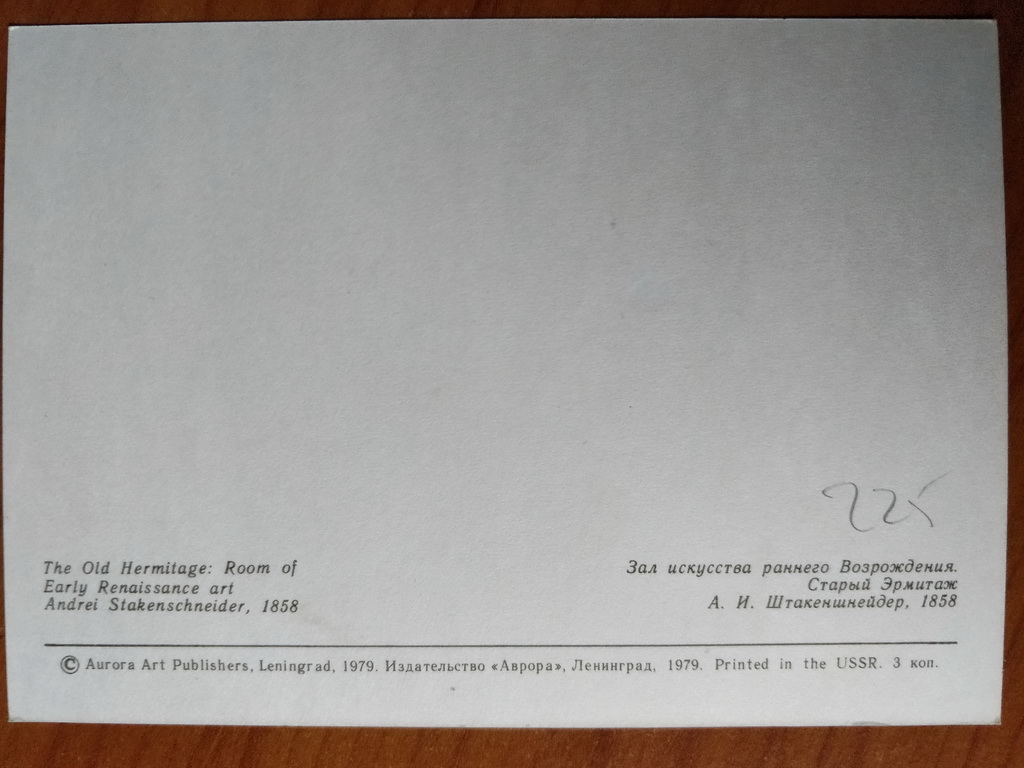 225
The Old Hermitage: Room of
Early Renaissance art
Andrei Stakenschneider, 1858
Зал искусства раннего Возрождения.
Старый Эрмитаж
А. И. Штакеншнейдер, 1858
© Aurora Art Publishers, Leningrad, 1979. Издательство «Аврора», Ленинград, 1979. Printed in the USSR. 3 коп.